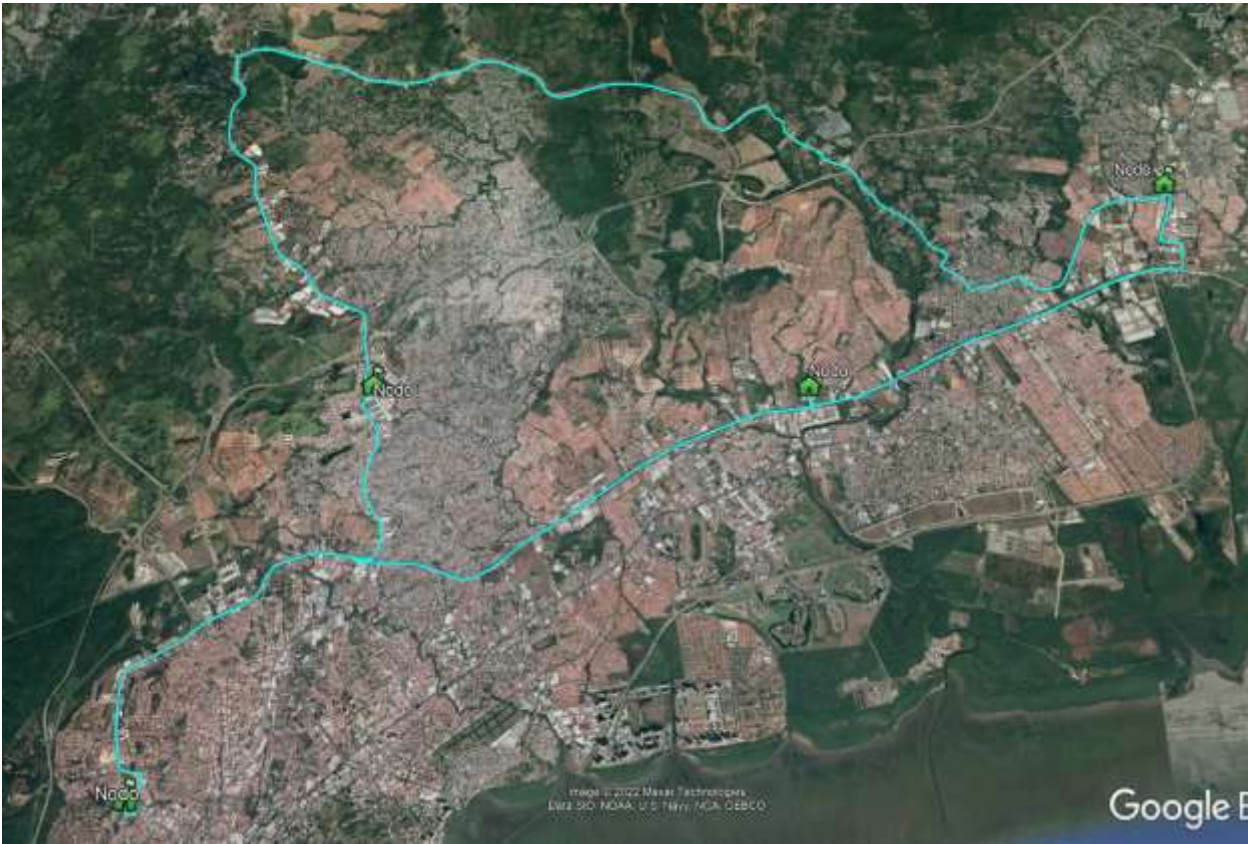 Nodo
Nodo
Nodo
Nodo
Image © 2022 Maxar Technologies
Data SIO, NOAA, U.S. Navy, NGA, GEBCO
Google E